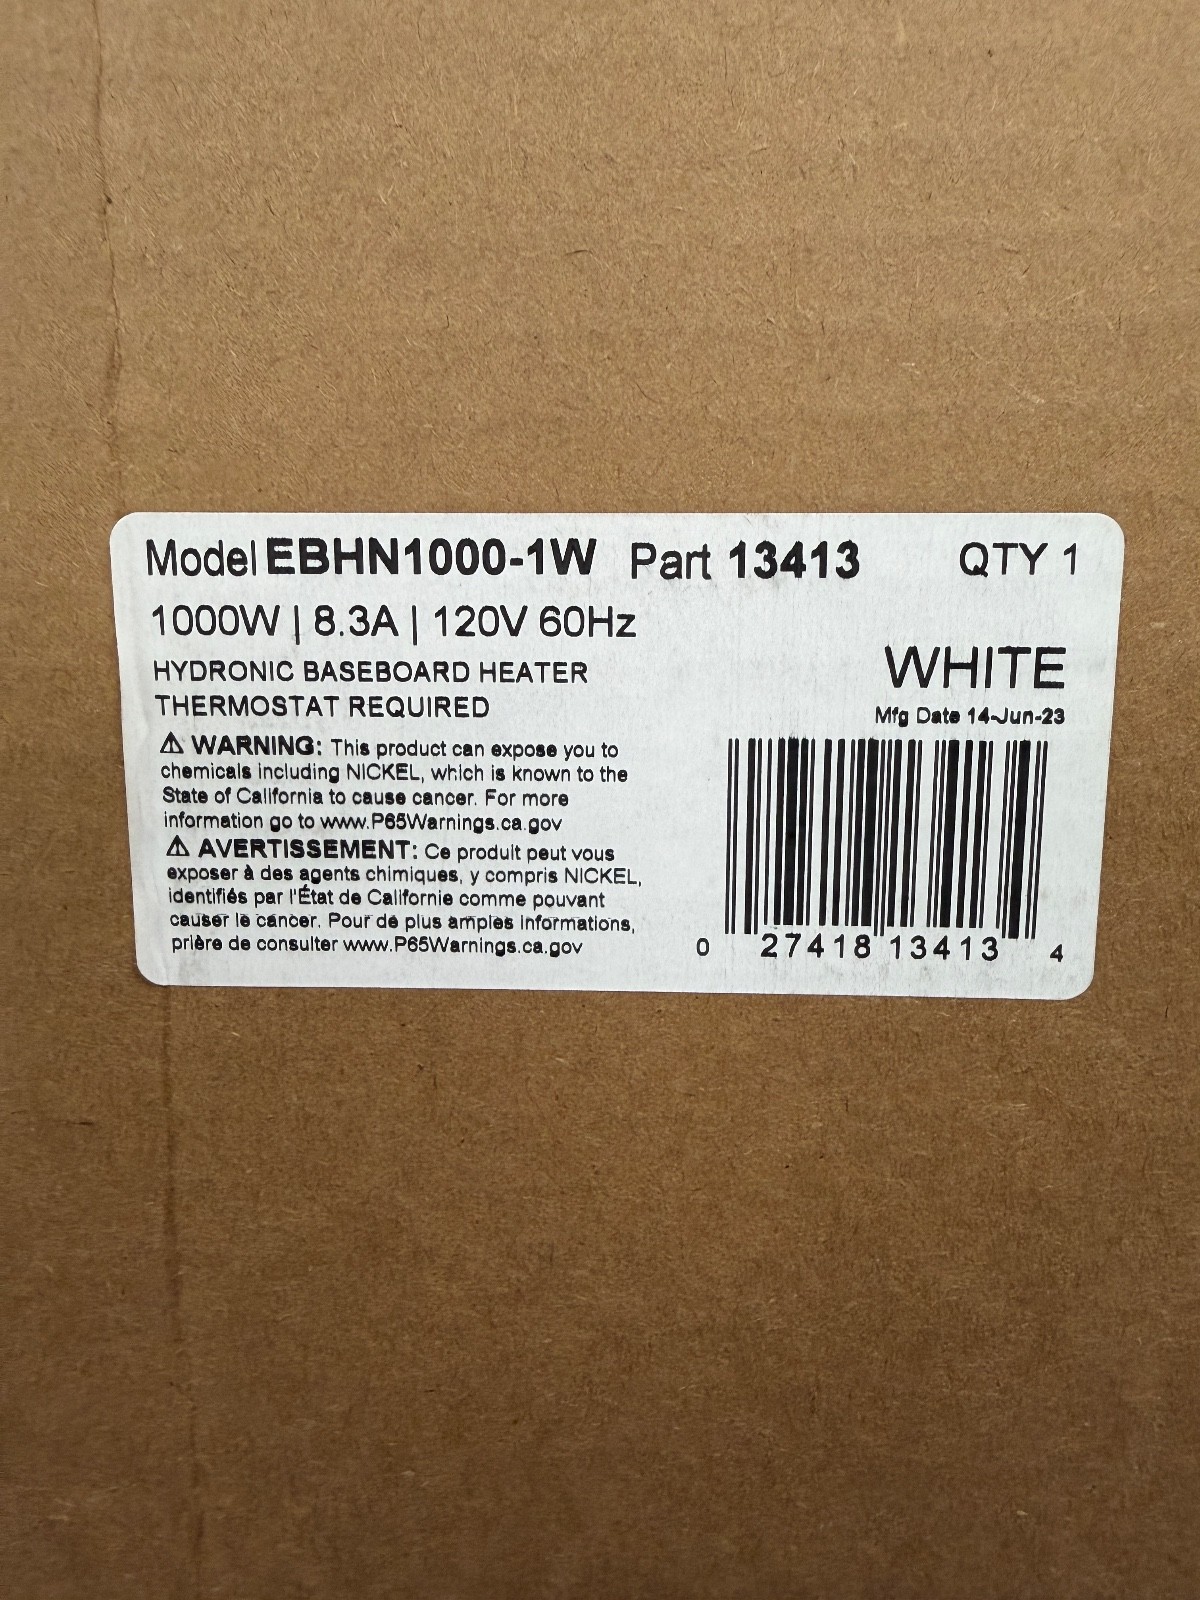 Model EBHN1000-1W Part 13413 QTY 1
1000W | 8.3A | 120V 60Hz
HYDRONIC BASEBOARD HEATER
THERMOSTAT REQUIRED
WHITE
Mfg Date 14-Jun-23
⚠ WARNING: This product can expose you to
chemicals including NICKEL, which is known to the
State of California to cause cancer. For more
information go to www.P65Warnings.ca.gov
⚠ AVERTISSEMENT: Ce produit peut vous
exposer à des agents chimiques, y compris NICKEL,
identifiés par l'État de Californie comme pouvant
causer le cancer. Pour de plus amples informations,
prière de consulter www.P65Warnings.ca.gov
0 27418 13413 4